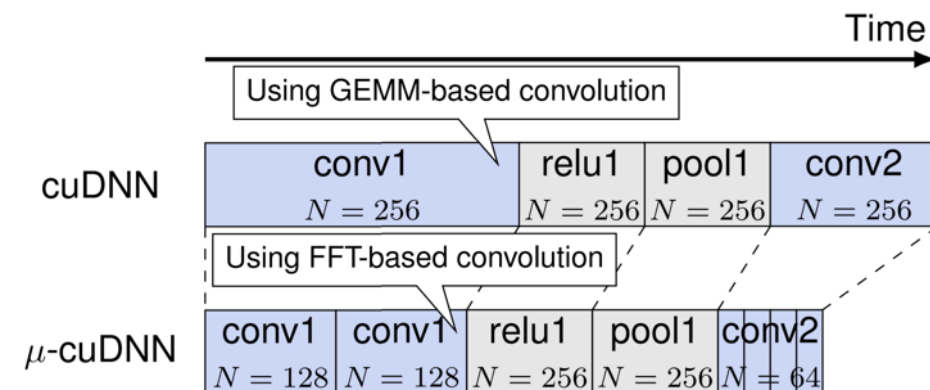 Time
Using GEMM-based convolution
cuDNN
conv1 relu1 pool1 conv2
N = 256 N = 256 N = 256 N = 256
Using FFT-based convolution
μ-cuDNN
conv1 conv1 relu1 pool1 conv2
N = 128 N = 128 N = 256 N = 256 N = 64